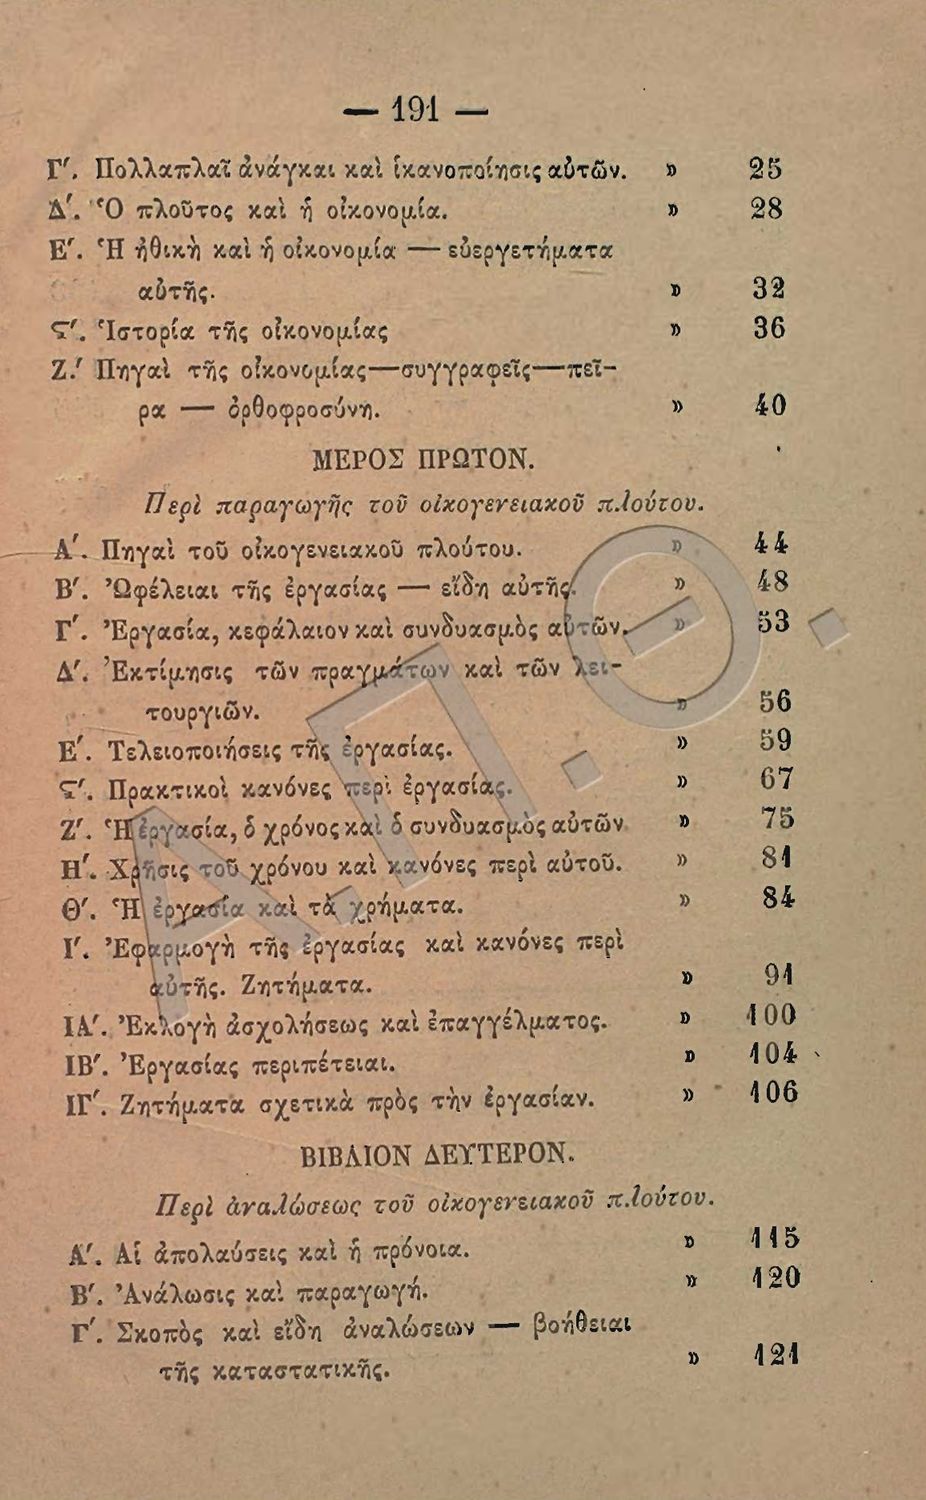 — 191 —
Γ΄. Πολλαπλαῖ ἀνάγκαι καὶ ἱκανοποίησις αὐτῶν. » 25
Δ΄. Ὁ πλοῦτος καὶ ἡ οἰκονομία. » 28
Ε΄. Ἡ ἠθικὴ καὶ ἡ οἰκονομία — εὐεργετήματα
αὐτῆς. » 32
Ϛ΄. Ἱστορία τῆς οἰκονομίας » 36
Ζ.΄ Πηγαὶ τῆς οἰκονομίας—συγγραφεῖς—πεῖ-
ρα — ὀρθοφροσύνη. » 40
ΜΕΡΟΣ ΠΡΩΤΟΝ.
Περὶ παραγωγῆς τοῦ οἰκογενειακοῦ πλούτου.
Α΄. Πηγαὶ τοῦ οἰκογενειακοῦ πλούτου. » 44
Β΄. Ὠφέλειαι τῆς ἐργασίας — εἴδη αὐτῆς. » 48
Γ΄. Ἐργασία, κεφάλαιον καὶ συνδυασμὸς αὐτῶν. » 53
Δ΄. Ἐκτίμησις τῶν πραγμάτων καὶ τῶν λει-
τουργιῶν. » 56
Ε΄. Τελειοποιήσεις τῆς ἐργασίας. » 59
Ϛ΄. Πρακτικοὶ κανόνες περὶ ἐργασίας. » 67
Ζ΄. Ἡ ἐργασία, ὁ χρόνος καὶ ὁ συνδυασμὸς αὐτῶν » 75
Η΄. Χρῆσις τοῦ χρόνου καὶ κανόνες περὶ αὐτοῦ. » 81
Θ΄. Ἡ ἐργασία καὶ τὰ χρήματα. » 84
Ι΄. Ἐφαρμογὴ τῆς ἐργασίας καὶ κανόνες περὶ
αὐτῆς. Ζητήματα. » 91
ΙΑ΄. Ἐκλογὴ ἀσχολήσεως καὶ ἐπαγγέλματος. » 100
ΙΒ΄. Ἐργασίας περιπέτειαι. » 104
ΙΓ΄. Ζητήματα σχετικὰ πρὸς τὴν ἐργασίαν. » 106
ΒΙΒΛΙΟΝ ΔΕΥΤΕΡΟΝ.
Περὶ ἀναλώσεως τοῦ οἰκογενειακοῦ πλούτου.
Α΄. Αἱ ἀπολαύσεις καὶ ἡ πρόνοια. » 115
Β΄. Ἀνάλωσις καὶ παραγωγή. » 120
Γ΄. Σκοπὸς καὶ εἴδη ἀναλώσεων — βοήθειαι
τῆς καταστατικῆς. » 121
Α.Π.Θ.